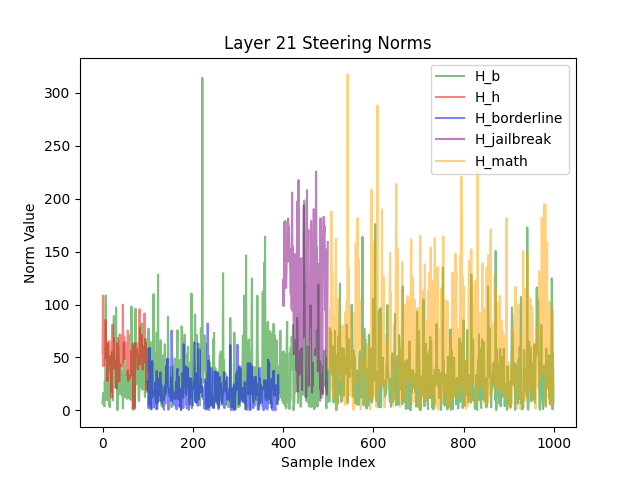 Layer 21 Steering Norms
Norm Value
300
250
200
150
100
50
0
0 200 400 600 800 1000
Sample Index
H_b
H_h
H_borderline
H_jailbreak
H_math